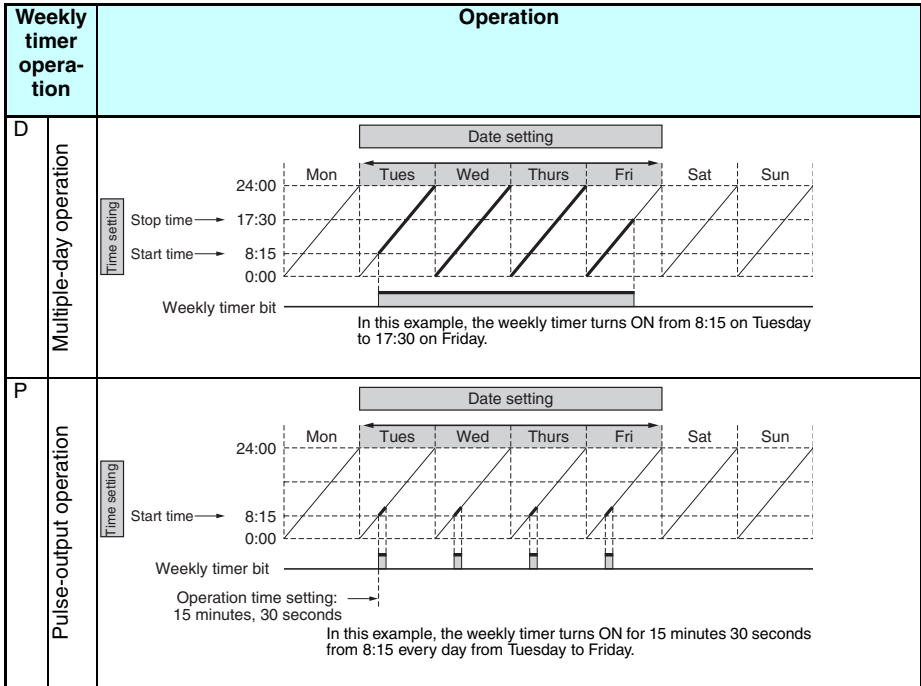 Weekly
timer
opera-
tion
Operation
D
Multiple-day operation
Date setting
Mon Tues Wed Thurs Fri Sat Sun
Time setting
24:00
Stop time 17:30
Start time 8:15
0:00
Weekly timer bit
In this example, the weekly timer turns ON from 8:15 on Tuesday
to 17:30 on Friday.
P
Pulse-output operation
Date setting
Mon Tues Wed Thurs Fri Sat Sun
Time setting
24:00
Start time 8:15
0:00
Weekly timer bit
Operation time setting:
15 minutes, 30 seconds
In this example, the weekly timer turns ON for 15 minutes 30 seconds
from 8:15 every day from Tuesday to Friday.